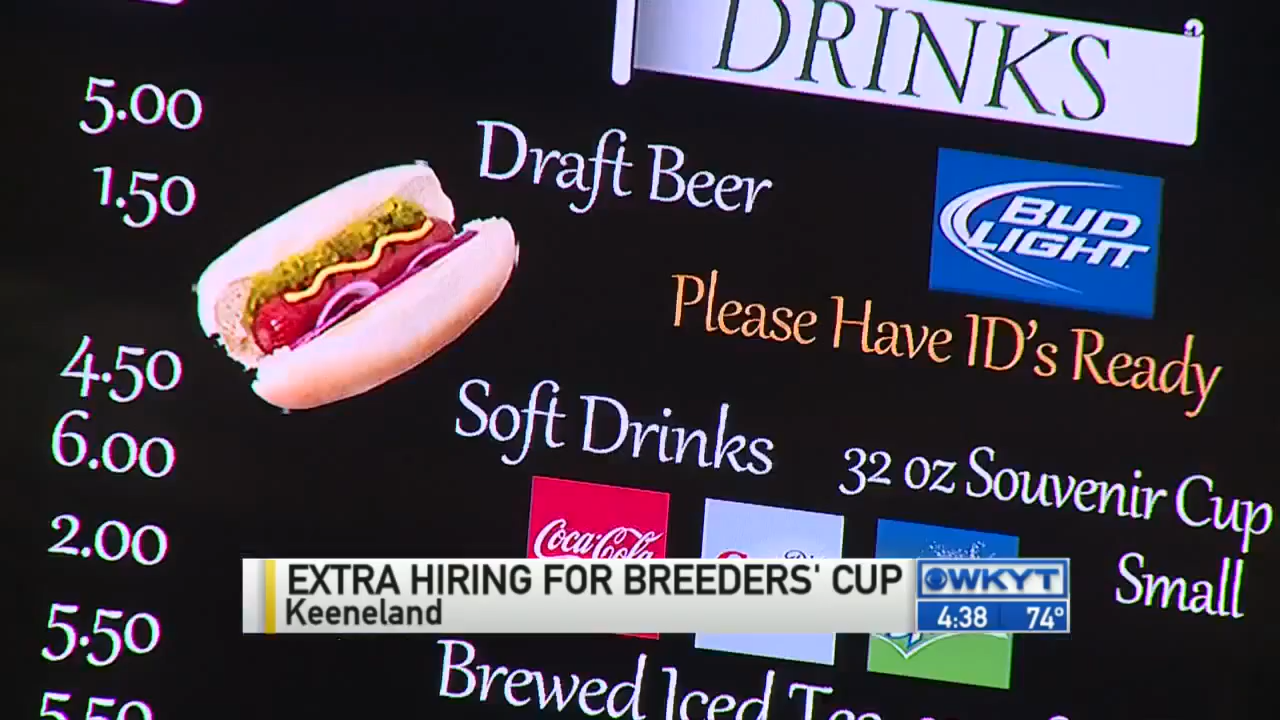 DRINKS
5.00
Draft Beer
1.50
BUD
LIGHT
Please Have ID's Ready
4.50
Soft Drinks
32 oz Souvenir Cup
6.00
2.00
Coca-Cola
Small
EXTRA HIRING FOR BREEDERS' CUP
Keeneland
WKYT
4:38 74°
5.50
Brewed Iced Tea
5.50